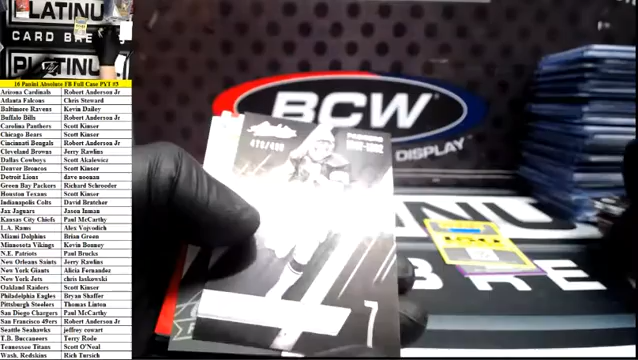 PLATINUM
CARD BRE
PLATINUM
16 Panini Absolute FB Full Case PYT #3
Arizona Cardinals Robert Anderson Jr
Atlanta Falcons Chris Steward
Baltimore Ravens Kevin Dailey
Buffalo Bills Robert Anderson Jr
Carolina Panthers Scott Kinser
Chicago Bears Scott Kinser
Cincinnati Bengals Robert Anderson Jr
Cleveland Browns Jerry Rawlins
Dallas Cowboys Scott Akalewicz
Denver Broncos Scott Kinser
Detroit Lions dave noonan
Green Bay Packers Richard Schroeder
Houston Texans Scott Kinser
Indianapolis Colts David Bratcher
Jax Jaguars Jason Inman
Kansas City Chiefs Paul McCarthy
L.A. Rams Alex Vojvodich
Miami Dolphins Brian Green
Minnesota Vikings Kevin Bonney
N.E. Patriots Paul Brucks
New Orleans Saints Jerry Rawlins
New York Giants Alicia Fernandez
New York Jets chris laskowski
Oakland Raiders Scott Kinser
Philadelphia Eagles Bryan Shaffer
Pittsburgh Steelers Thomas Linton
San Diego Chargers Paul McCarthy
San Francisco 49ers Robert Anderson Jr
Seattle Seahawks jeffrey cowart
T.B. Buccaneers Terry Rode
Tennessee Titans Scott O'Neal
Wash. Redskins Rich Tursich
BCW
DISPLAY
7
BRE